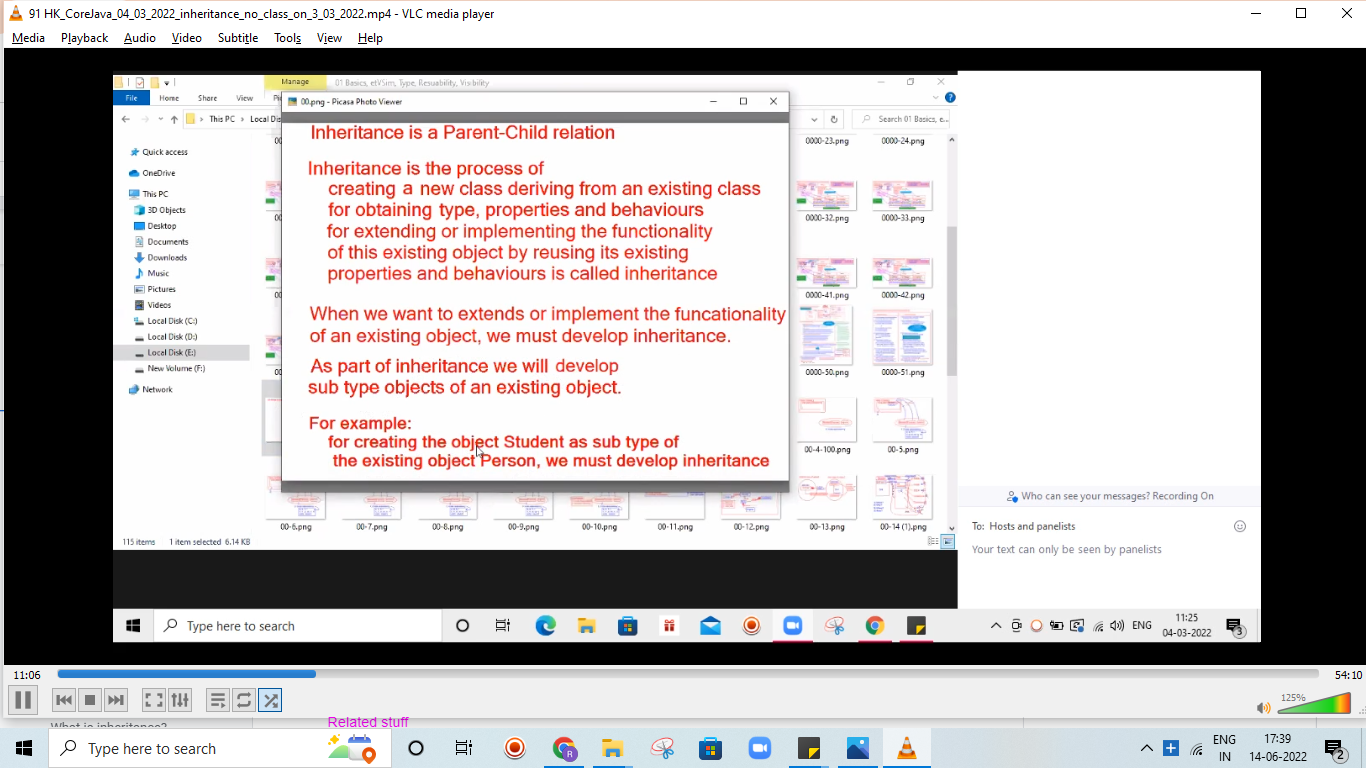 91 HK_CoreJava_04_03_2022_inheritance_no_class_on_3_03_2022.mp4 - VLC media player
Media Playback Audio Video Subtitle Tools View Help
Manage 01 Basics, etVSim, Type, Resuability, Visibility
File Home Share View
00.png - Picasa Photo Viewer
This PC Local Dis
Search 01 Basics, e...
Quick access
OneDrive
This PC
3D Objects
Desktop
Documents
Downloads
Music
Pictures
Videos
Local Disk (C:)
Local Disk (D:)
Local Disk (E:)
New Volume (F:)
Network
Inheritance is a Parent-Child relation
Inheritance is the process of
creating a new class deriving from an existing class
for obtaining type, properties and behaviours
for extending or implementing the functionality
of this existing object by reusing its existing
properties and behaviours is called inheritance
When we want to extends or implement the funcationality
of an existing object, we must develop inheritance.
As part of inheritance we will develop
sub type objects of an existing object.
For example:
for creating the object Student as sub type of
the existing object Person, we must develop inheritance
0000-23.png 0000-24.png
0000-32.png 0000-33.png
0000-41.png 0000-42.png
0000-50.png 0000-51.png
00-4-100.png 00-5.png
00-6.png 00-7.png 00-8.png 00-9.png 00-10.png 00-11.png 00-12.png 00-13.png 00-14 (1).png
115 items 1 item selected 6.14 KB
Who can see your messages? Recording On
To: Hosts and panelists
Your text can only be seen by panelists
Type here to search
ENG
11:25
04-03-2022
3
11:06
54:10
125%
What is inheritance?
Related stuff
Type here to search
ENG
IN
17:39
14-06-2022
2